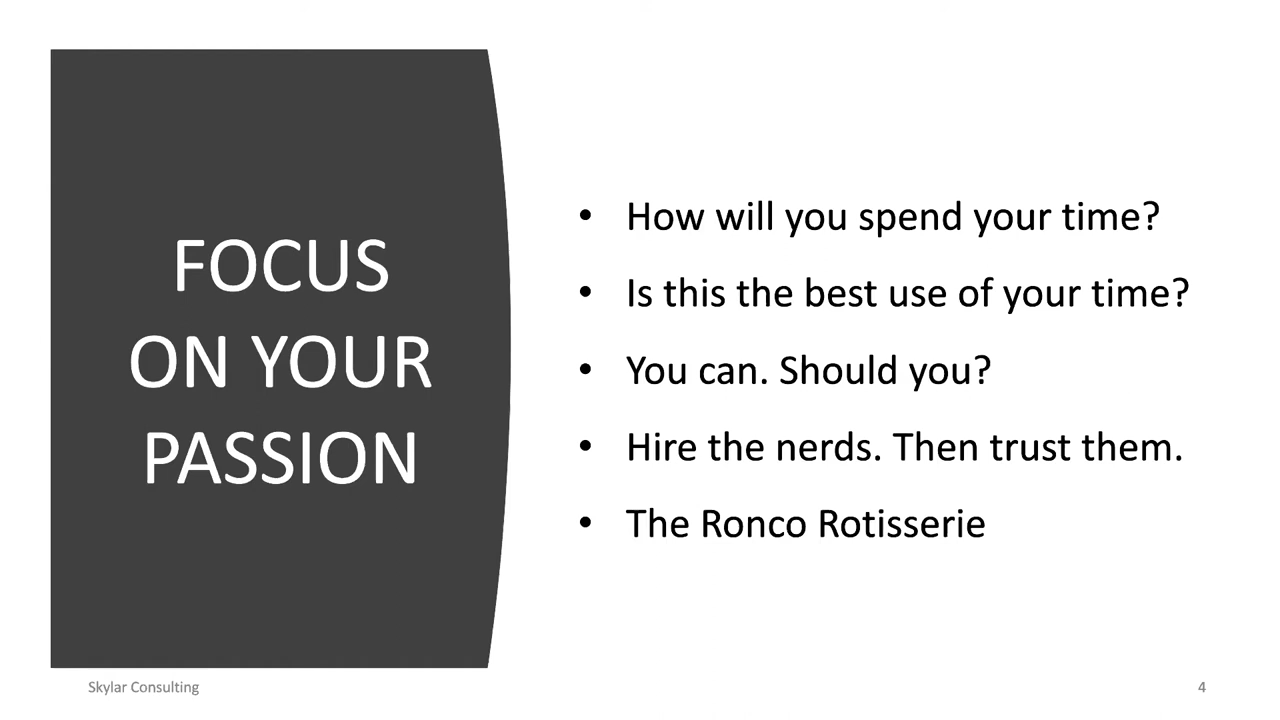 FOCUS
ON YOUR
PASSION
• How will you spend your time?
• Is this the best use of your time?
• You can. Should you?
• Hire the nerds. Then trust them.
• The Ronco Rotisserie
Skylar Consulting
4